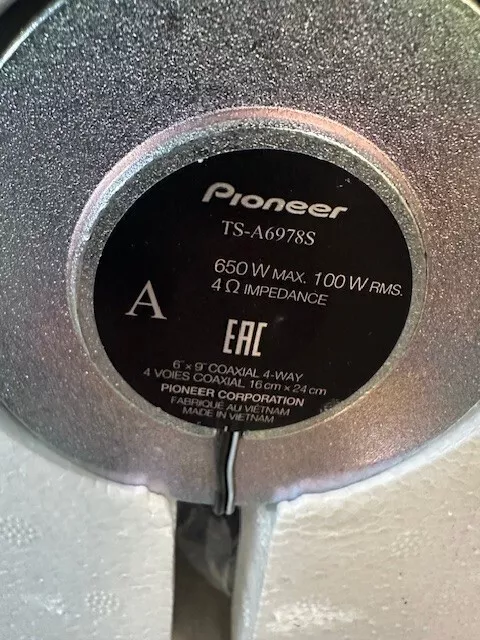 Pioneer
TS-A6978S
650 W MAX. 100 W RMS.
4 Ω IMPEDANCE
A
EAC
6" × 9" COAXIAL 4-WAY
4 VOIES COAXIAL 16 cm × 24 cm
PIONEER CORPORATION
FABRIQUÉ AU VIÊTNAM
MADE IN VIETNAM